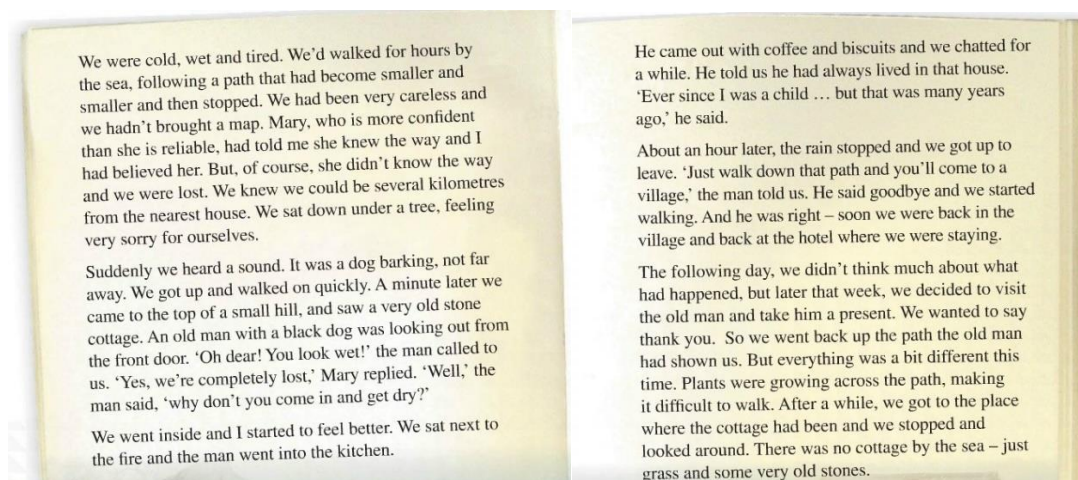 We were cold, wet and tired. We'd walked for hours by
the sea, following a path that had become smaller and
smaller and then stopped. We had been very careless and
we hadn't brought a map. Mary, who is more confident
than she is reliable, had told me she knew the way and I
had believed her. But, of course, she didn't know the way
and we were lost. We knew we could be several kilometres
from the nearest house. We sat down under a tree, feeling
very sorry for ourselves.
Suddenly we heard a sound. It was a dog barking, not far
away. We got up and walked on quickly. A minute later we
came to the top of a small hill, and saw a very old stone
cottage. An old man with a black dog was looking out from
the front door. 'Oh dear! You look wet!' the man called to
us. 'Yes, we're completely lost,' Mary replied. 'Well,' the
man said, 'why don't you come in and get dry?'
We went inside and I started to feel better. We sat next to
the fire and the man went into the kitchen.
He came out with coffee and biscuits and we chatted for
a while. He told us he had always lived in that house.
'Ever since I was a child … but that was many years
ago,' he said.
About an hour later, the rain stopped and we got up to
leave. 'Just walk down that path and you'll come to a
village,' the man told us. He said goodbye and we started
walking. And he was right – soon we were back in the
village and back at the hotel where we were staying.
The following day, we didn't think much about what
had happened, but later that week, we decided to visit
the old man and take him a present. We wanted to say
thank you. So we went back up the path the old man
had shown us. But everything was a bit different this
time. Plants were growing across the path, making
it difficult to walk. After a while, we got to the place
where the cottage had been and we stopped and
looked around. There was no cottage by the sea – just
grass and some very old stones.